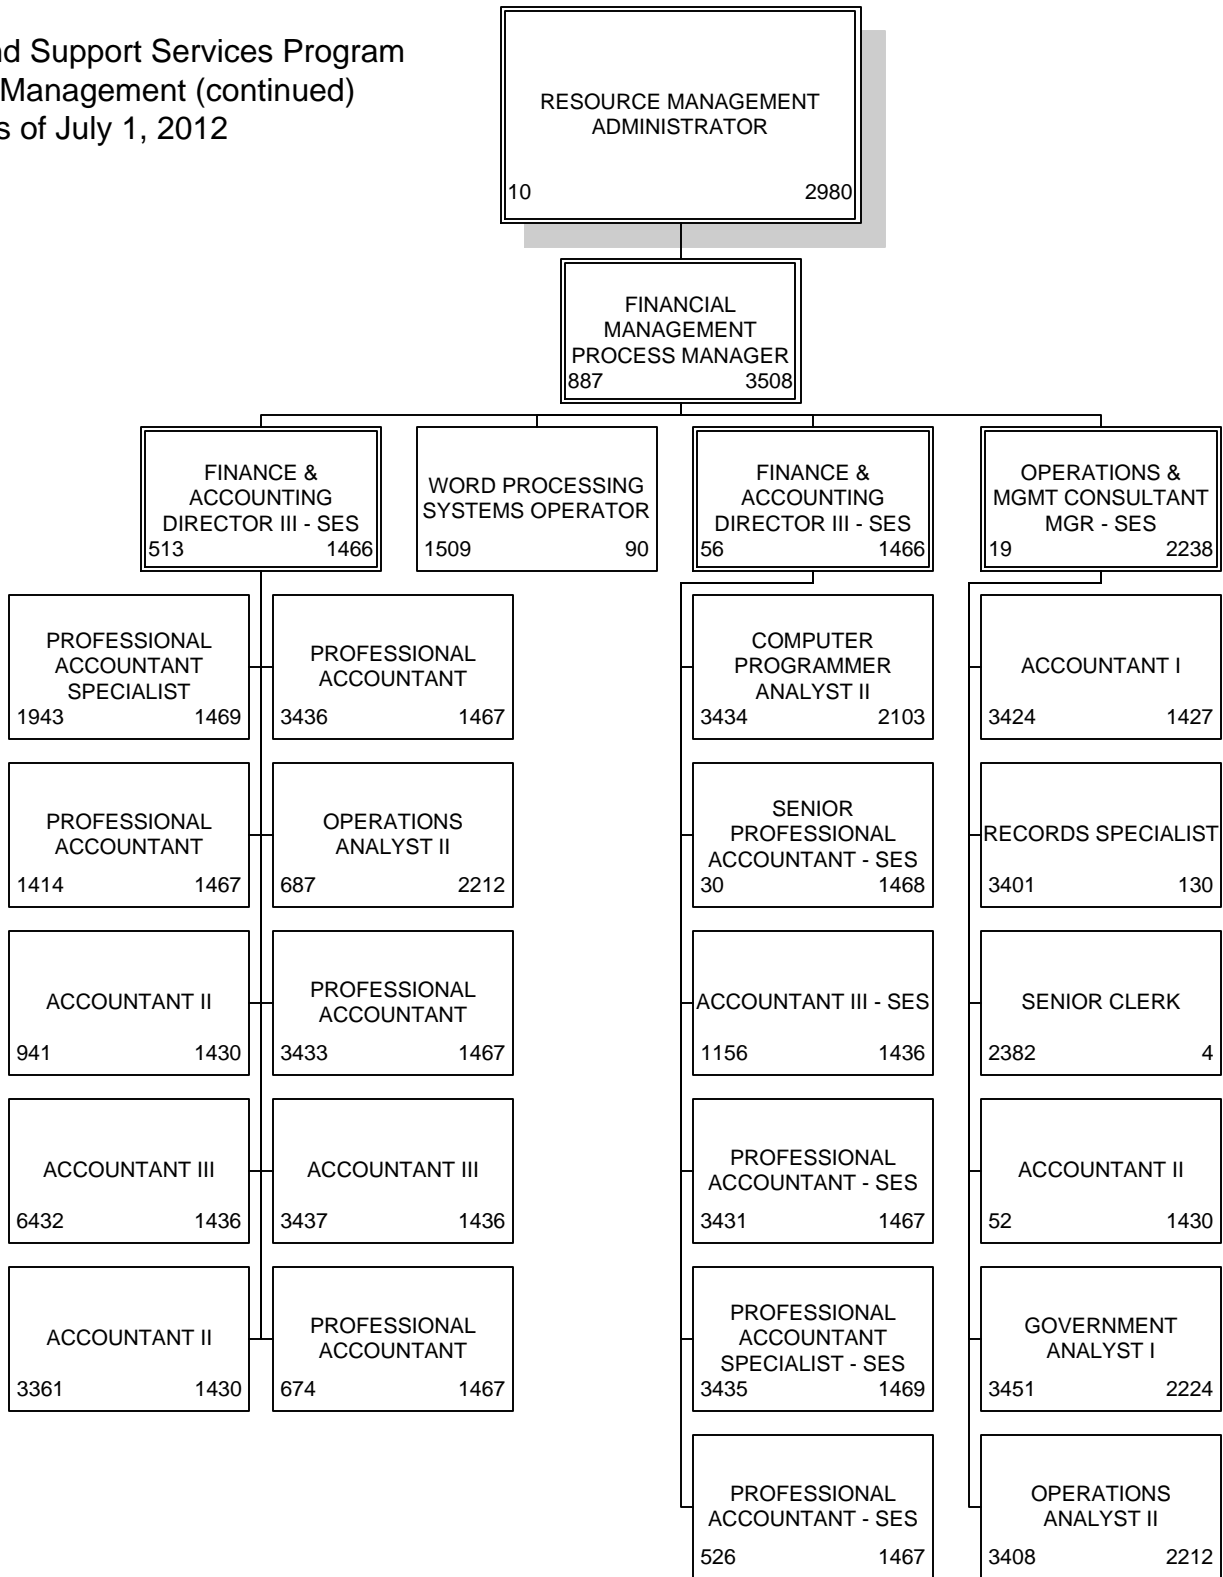 nd Support Services Program
Management (continued)
s of July 1, 2012
RESOURCE MANAGEMENT
ADMINISTRATOR
10 2980
FINANCIAL
MANAGEMENT
PROCESS MANAGER
887 3508
FINANCE &
ACCOUNTING
DIRECTOR III - SES
513 1466
WORD PROCESSING
SYSTEMS OPERATOR
1509 90
FINANCE &
ACCOUNTING
DIRECTOR III - SES
56 1466
OPERATIONS &
MGMT CONSULTANT
MGR - SES
19 2238
PROFESSIONAL
ACCOUNTANT
SPECIALIST
1943 1469
PROFESSIONAL
ACCOUNTANT
3436 1467
COMPUTER
PROGRAMMER
ANALYST II
3434 2103
ACCOUNTANT I
3424 1427
PROFESSIONAL
ACCOUNTANT
1414 1467
OPERATIONS
ANALYST II
687 2212
SENIOR
PROFESSIONAL
ACCOUNTANT - SES
30 1468
RECORDS SPECIALIST
3401 130
ACCOUNTANT II
941 1430
PROFESSIONAL
ACCOUNTANT
3433 1467
ACCOUNTANT III - SES
1156 1436
SENIOR CLERK
2382 4
ACCOUNTANT III
6432 1436
ACCOUNTANT III
3437 1436
PROFESSIONAL
ACCOUNTANT - SES
3431 1467
ACCOUNTANT II
52 1430
ACCOUNTANT II
3361 1430
PROFESSIONAL
ACCOUNTANT
674 1467
PROFESSIONAL
ACCOUNTANT
SPECIALIST - SES
3435 1469
GOVERNMENT
ANALYST I
3451 2224
PROFESSIONAL
ACCOUNTANT - SES
526 1467
OPERATIONS
ANALYST II
3408 2212